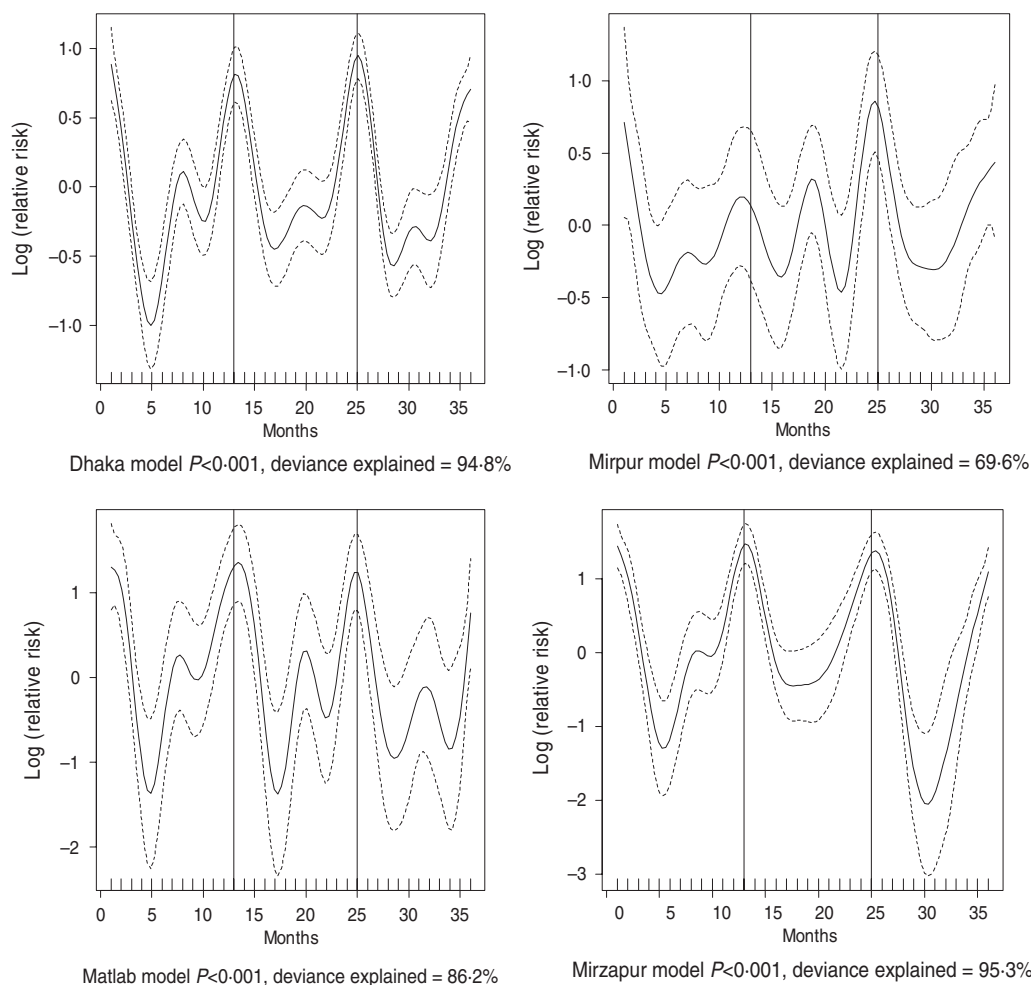 1·0
0·5
0·0
−0·5
−1·0
Log (relative risk)
0 5 10 15 20 25 30 35
Months
Dhaka model P<0·001, deviance explained = 94·8%
1·0
0·5
0·0
−0·5
−1·0
Log (relative risk)
0 5 10 15 20 25 30 35
Months
Mirpur model P<0·001, deviance explained = 69·6%
1
0
−1
−2
Log (relative risk)
0 5 10 15 20 25 30 35
Months
Matlab model P<0·001, deviance explained = 86·2%
1
0
−1
−2
−3
Log (relative risk)
0 5 10 15 20 25 30 35
Months
Mirzapur model P<0·001, deviance explained = 95·3%